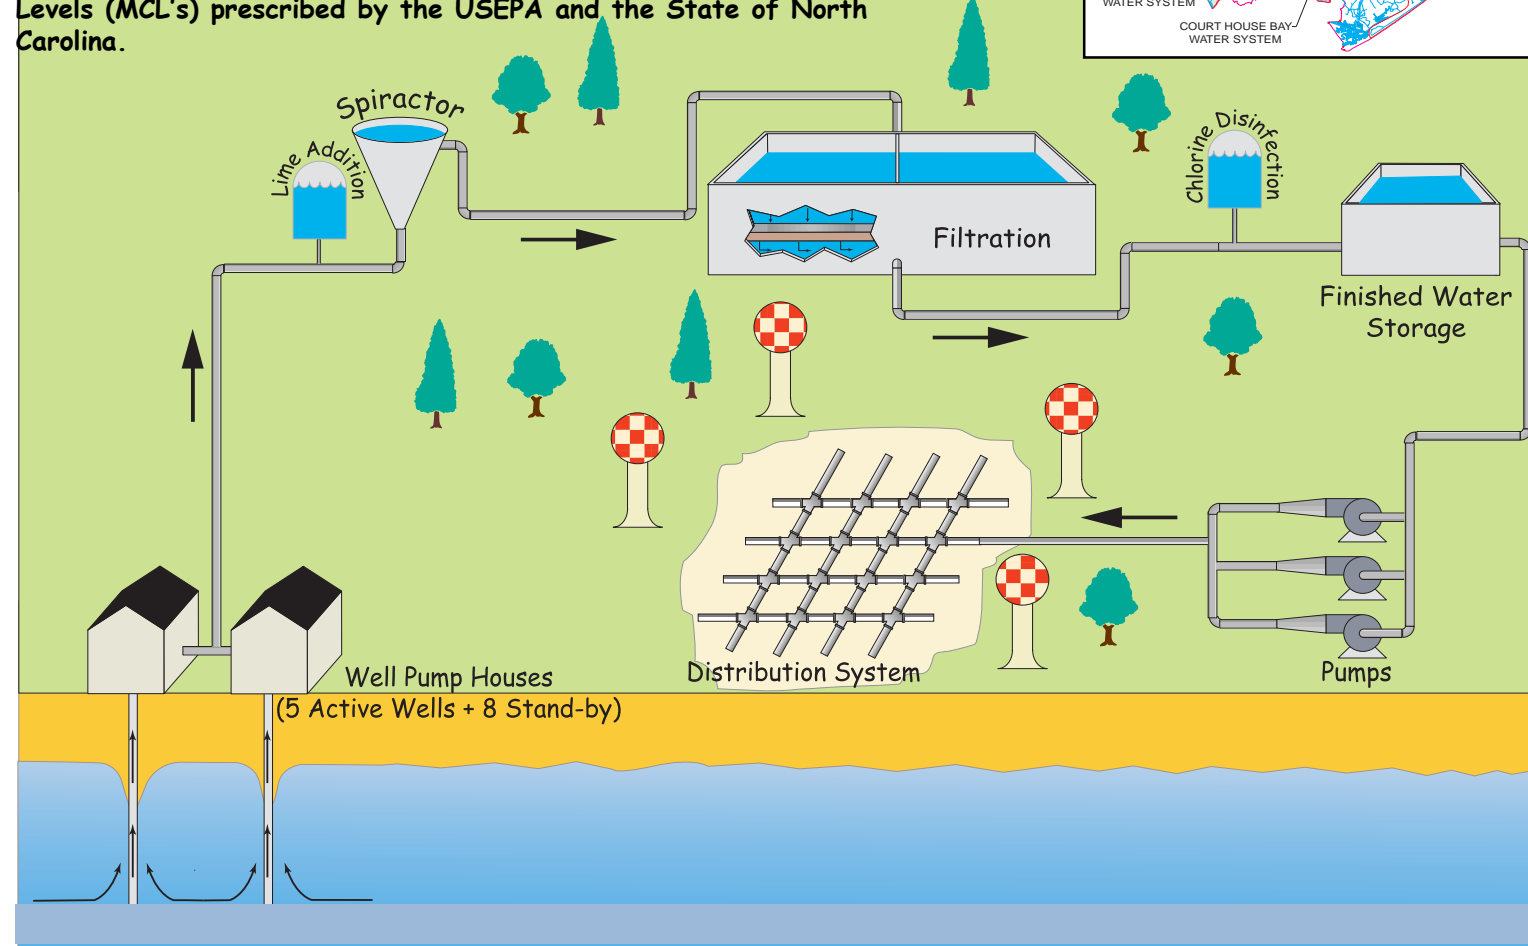 Levels (MCL's) prescribed by the USEPA and the State of North
Carolina.
WATER SYSTEM
COURT HOUSE BAY
WATER SYSTEM
Spiractor
Lime Addition
Chlorine Disinfection
Filtration
Finished Water
Storage
Well Pump Houses
(5 Active Wells + 8 Stand-by)
Distribution System
Pumps